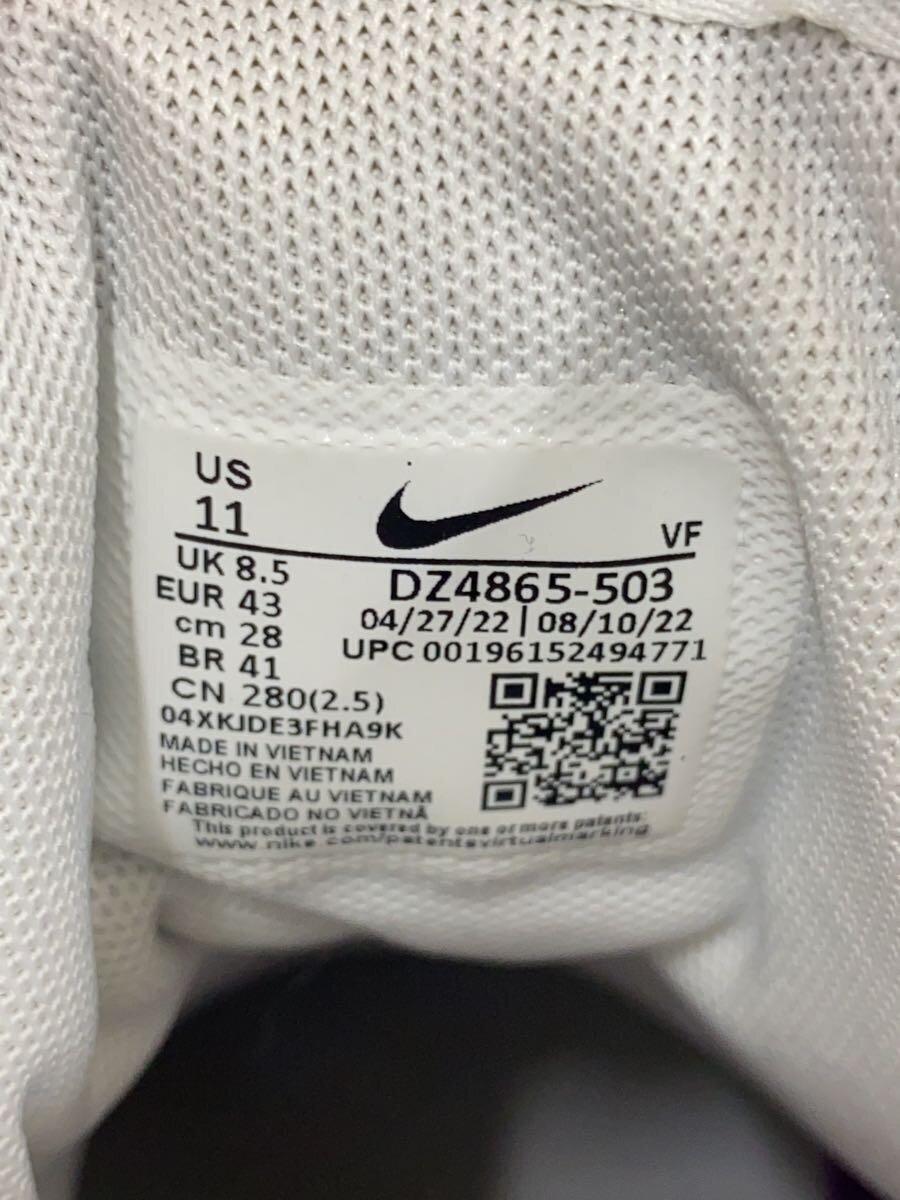 US
11
VF
UK 8.5
EUR 43
cm 28
BR 41
CN 280(2.5)
DZ4865-503
04/27/22 | 08/10/22
UPC 00196152494771
04XKJDE3FHA9K
MADE IN VIETNAM
HECHO EN VIETNAM
FABRIQUE AU VIETNAM
FABRICADO NO VIETNÃ
This product is covered by one or more patents:
www.nike.com/patentsvirtualmarking